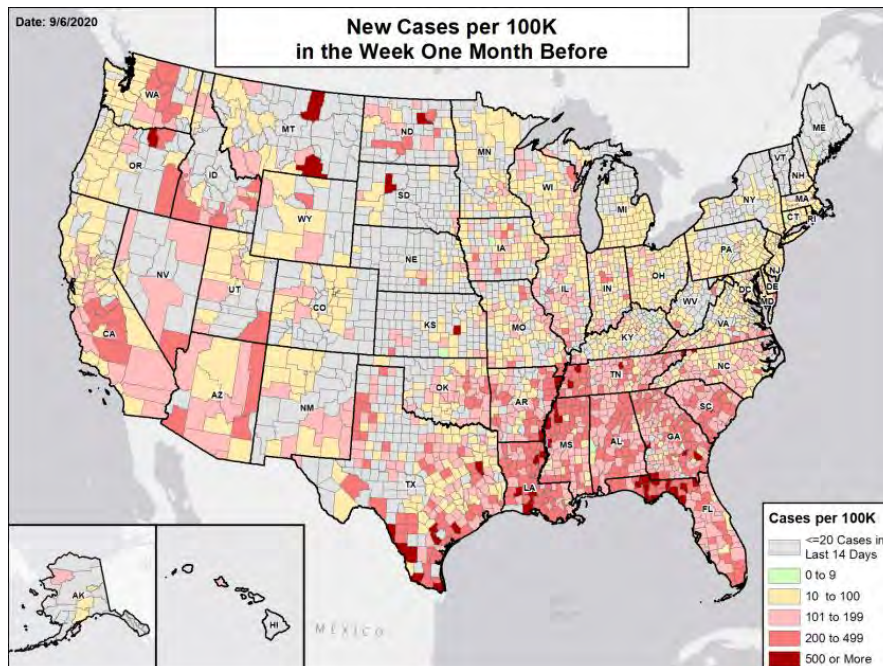 Date: 9/6/2020
New Cases per 100K
in the Week One Month Before
WA
MT
ND
MN
ME
OR
ID
SD
WI
VT
NH
NY
MA
CT
RI
WY
MI
IA
PA
NE
NJ
NV
UT
CO
IL
IN
OH
DC
DE
MD
WV
VA
CA
KS
MO
KY
AZ
NM
OK
AR
TN
NC
SC
MS
AL
GA
TX
LA
FL
AK
HI
MÉXICO
Cases per 100K
<=20 Cases in
Last 14 Days
0 to 9
10 to 100
101 to 199
200 to 499
500 or More